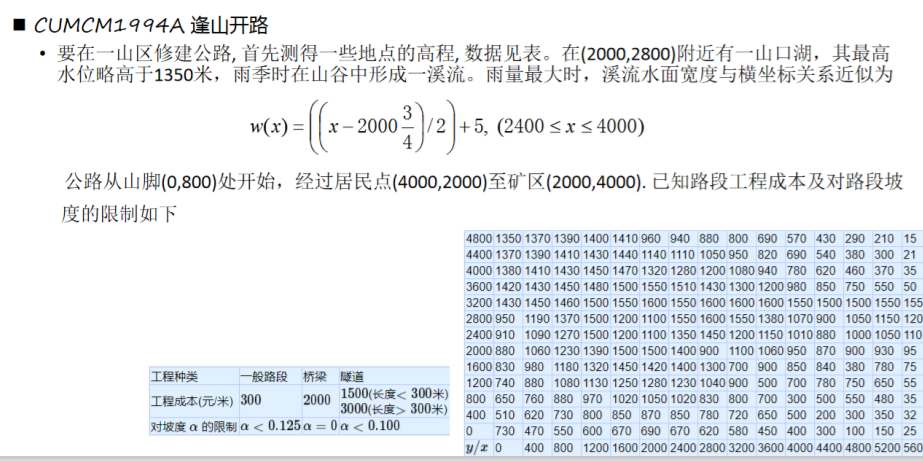 CUMCM1994A 逢山开路
• 要在一山区修建公路, 首先测得一些地点的高程, 数据见表。在(2000,2800)附近有一山口湖，其最高
水位略高于1350米，雨季时在山谷中形成一溪流。雨量最大时，溪流水面宽度与横坐标关系近似为
w(x) = ((x − 2000 3/4)/2) + 5, (2400 ≤ x ≤ 4000)
公路从山脚(0,800)处开始，经过居民点(4000,2000)至矿区(2000,4000). 已知路段工程成本及对路段坡
度的限制如下
工程种类 一般路段 桥梁 隧道
工程成本(元/米) 300 2000 1500(长度< 300米)
3000(长度> 300米)
对坡度 α 的限制 α < 0.125 α = 0 α < 0.100
4800 1350 1370 1390 1400 1410 960 940 880 800 690 570 430 290 210 15
4400 1370 1390 1410 1430 1440 1140 1110 1050 950 820 690 540 380 300 21
4000 1380 1410 1430 1450 1470 1320 1280 1200 1080 940 780 620 460 370 35
3600 1420 1430 1450 1480 1500 1550 1510 1430 1300 1200 980 850 750 550 50
3200 1430 1450 1460 1500 1550 1600 1550 1600 1600 1600 1550 1500 1500 1550 155
2800 950 1190 1370 1500 1200 1100 1550 1600 1550 1380 1070 900 1050 1150 120
2400 910 1090 1270 1500 1200 1100 1350 1450 1200 1150 1010 880 1000 1050 110
2000 880 1060 1230 1390 1500 1500 1400 900 1100 1060 950 870 900 930 95
1600 830 980 1180 1320 1450 1420 1400 1300 700 900 850 840 380 780 75
1200 740 880 1080 1130 1250 1280 1230 1040 900 500 700 780 750 650 55
800 650 760 880 970 1020 1050 1020 830 800 700 300 500 550 480 35
400 510 620 730 800 850 870 850 780 720 650 500 200 300 350 32
0 730 470 550 600 670 690 670 620 580 450 400 300 100 150 25
y/x 0 400 800 1200 1600 2000 2400 2800 3200 3600 4000 4400 4800 5200 560